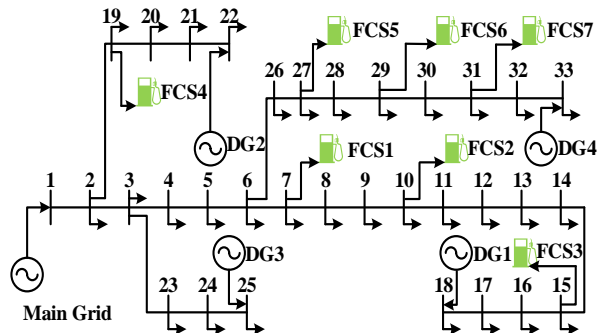 19 20 21 22
FCS5 FCS6 FCS7
26 27 28 29 30 31 32 33
FCS4
DG2 FCS1 FCS2 DG4
1 2 3 4 5 6 7 8 9 10 11 12 13 14
DG3 DG1 FCS3
Main Grid 23 24 25 18 17 16 15